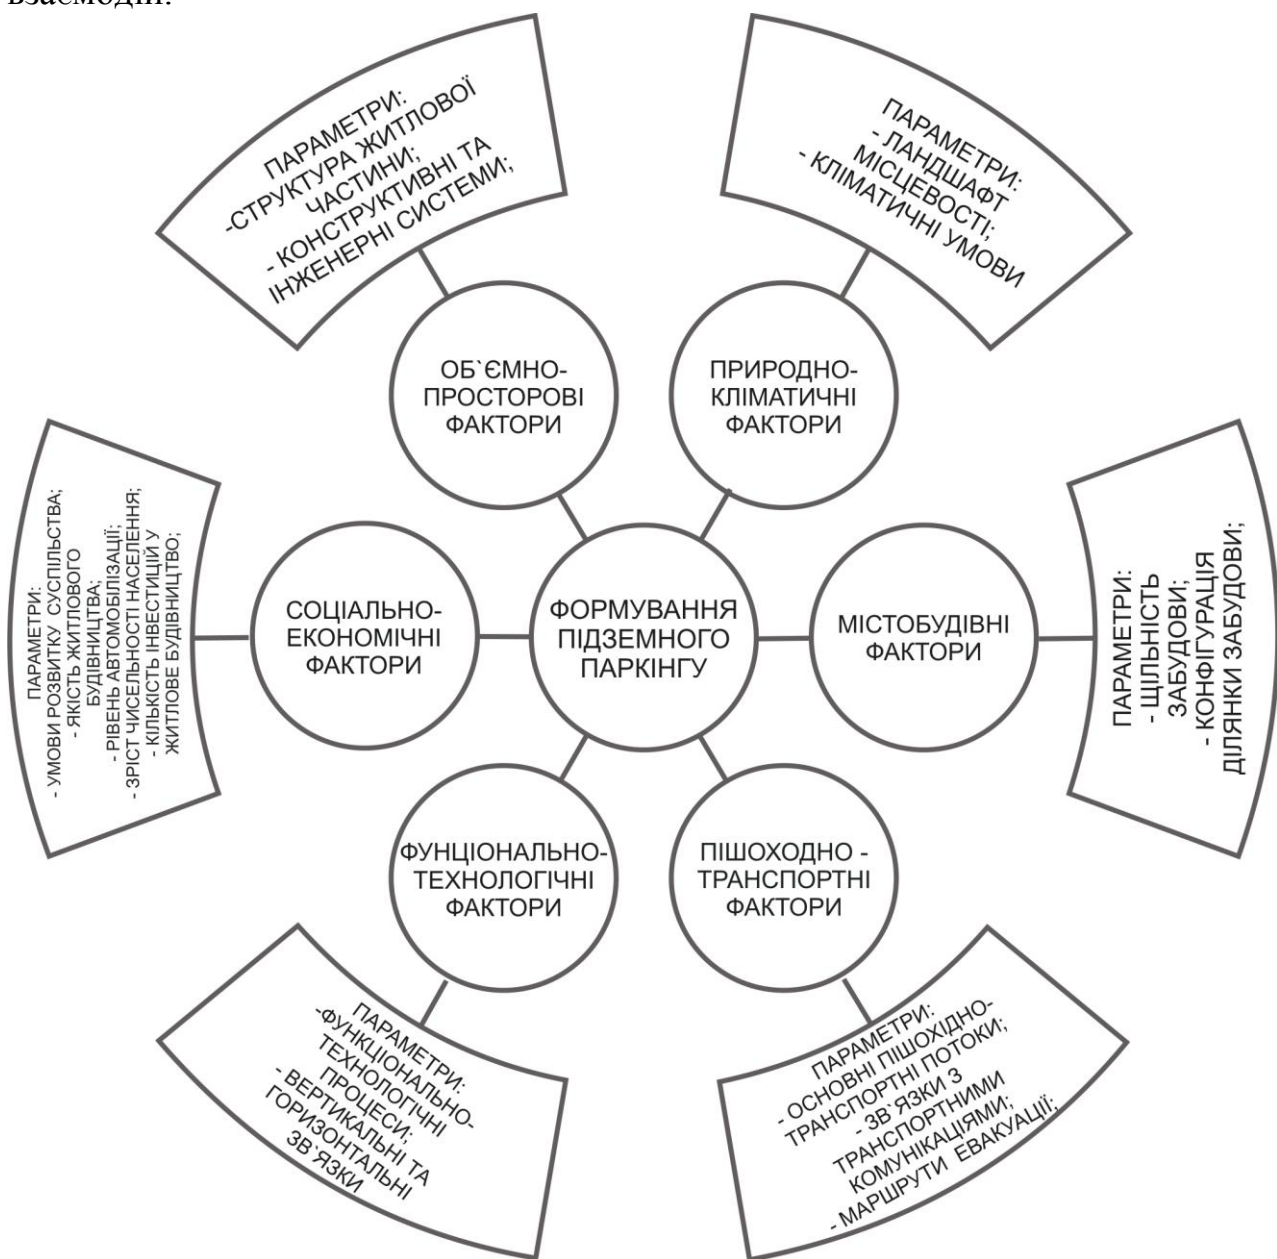 взаємодій.
ПАРАМЕТРИ:
-СТРУКТУРА ЖИТЛОВОЇ
ЧАСТИНИ;
- КОНСТРУКТИВНІ ТА
ІНЖЕНЕРНІ СИСТЕМИ;
ПАРАМЕТРИ:
- ЛАНДШАФТ
МІСЦЕВОСТІ;
- КЛІМАТИЧНІ УМОВИ
ОБ`ЄМНО-
ПРОСТОРОВІ
ФАКТОРИ
ПРИРОДНО-
КЛІМАТИЧНІ
ФАКТОРИ
ПАРАМЕТРИ:
- УМОВИ РОЗВИТКУ СУСПІЛЬСТВА;
- ЯКІСТЬ ЖИТЛОВОГО
БУДІВНИЦТВА;
- РІВЕНЬ АВТОМОБІЛІЗАЦІЇ;
- ЗРІСТ ЧИСЕЛЬНОСТІ НАСЕЛЕННЯ;
- КІЛЬКІСТЬ ІНВЕСТИЦІЙ У
ЖИТЛОВЕ БУДІВНИЦТВО;
СОЦІАЛЬНО-
ЕКОНОМІЧНІ
ФАКТОРИ
ФОРМУВАННЯ
ПІДЗЕМНОГО
ПАРКІНГУ
МІСТОБУДІВНІ
ФАКТОРИ
ПАРАМЕТРИ:
- ЩІЛЬНІСТЬ
ЗАБУДОВИ;
- КОНФІГУРАЦІЯ
ДІЛЯНКИ ЗАБУДОВИ;
ФУНЦІОНАЛЬНО-
ТЕХНОЛОГІЧНІ
ФАКТОРИ
ПІШОХОДНО -
ТРАНСПОРТНІ
ФАКТОРИ
ПАРАМЕТРИ:
-ФУНКЦІОНАЛЬНО-
ТЕХНОЛОГІЧНІ
ПРОЦЕСИ;
- ВЕРТИКАЛЬНІ ТА
ГОРИЗОНТАЛЬНІ
ЗВ`ЯЗКИ
ПАРАМЕТРИ:
- ОСНОВНІ ПІШОХІДНО-
ТРАНСПОРТНІ ПОТОКИ;
- ЗВ`ЯЗКИ З
ТРАНСПОРТНИМИ
КОМУНІКАЦІЯМИ;
- МАРШРУТИ ЕВАКУАЦІЇ;